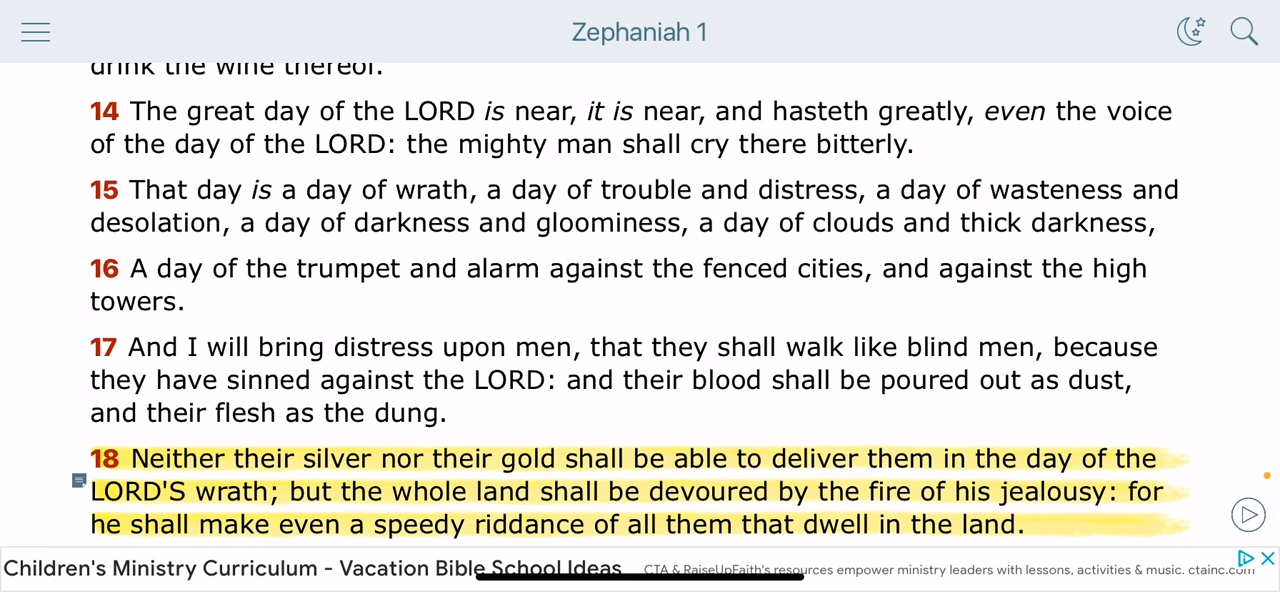 Zephaniah 1
drink the wine thereof.
14 The great day of the LORD is near, it is near, and hasteth greatly, even the voice
of the day of the LORD: the mighty man shall cry there bitterly.
15 That day is a day of wrath, a day of trouble and distress, a day of wasteness and
desolation, a day of darkness and gloominess, a day of clouds and thick darkness,
16 A day of the trumpet and alarm against the fenced cities, and against the high
towers.
17 And I will bring distress upon men, that they shall walk like blind men, because
they have sinned against the LORD: and their blood shall be poured out as dust,
and their flesh as the dung.
18 Neither their silver nor their gold shall be able to deliver them in the day of the
LORD'S wrath; but the whole land shall be devoured by the fire of his jealousy: for
he shall make even a speedy riddance of all them that dwell in the land.
Children's Ministry Curriculum - Vacation Bible School Ideas CTA & RaiseUpFaith's resources empower ministry leaders with lessons, activities & music. ctainc.com